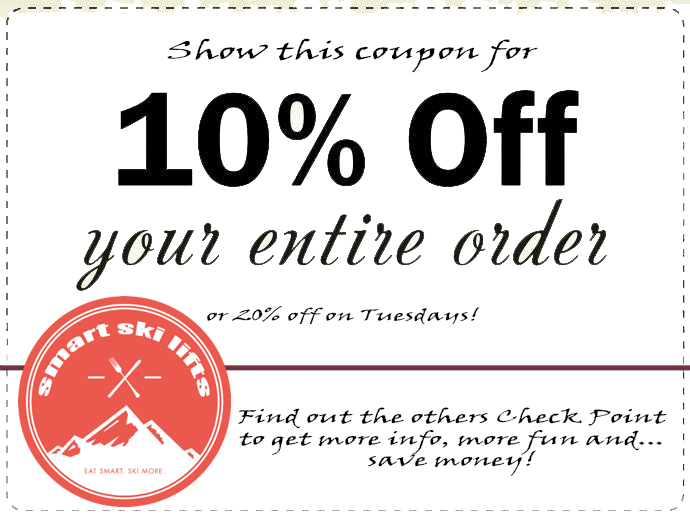 Show this coupon for
10% Off
your entire order
or 20% off on Tuesdays!
smart ski lifts
EAT SMART. SKI MORE.
Find out the others Check Point
to get more info, more fun and...
save money!